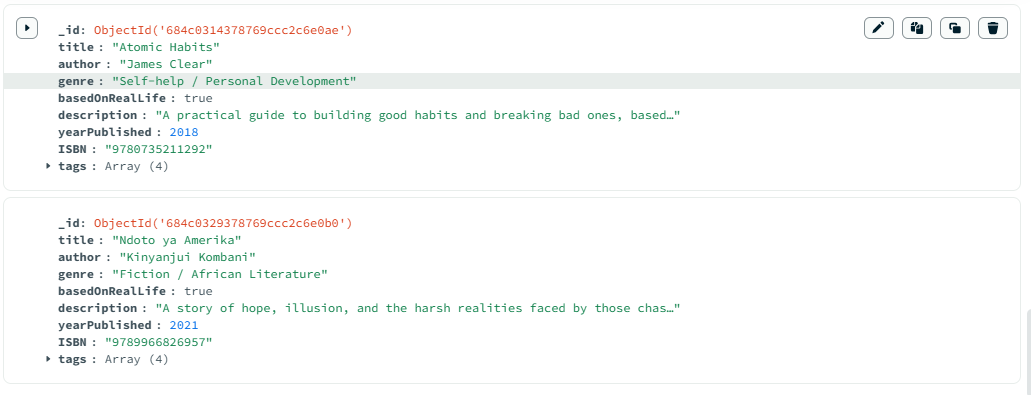 _id: ObjectId('684c0314378769ccc2c6e0ae')
title : "Atomic Habits"
author : "James Clear"
genre : "Self-help / Personal Development"
basedOnRealLife : true
description : "A practical guide to building good habits and breaking bad ones, based…"
yearPublished : 2018
ISBN : "9780735211292"
tags : Array (4)
_id: ObjectId('684c0329378769ccc2c6e0b0')
title : "Ndoto ya Amerika"
author : "Kinyanjui Kombani"
genre : "Fiction / African Literature"
basedOnRealLife : true
description : "A story of hope, illusion, and the harsh realities faced by those chas…"
yearPublished : 2021
ISBN : "9789966826957"
tags : Array (4)